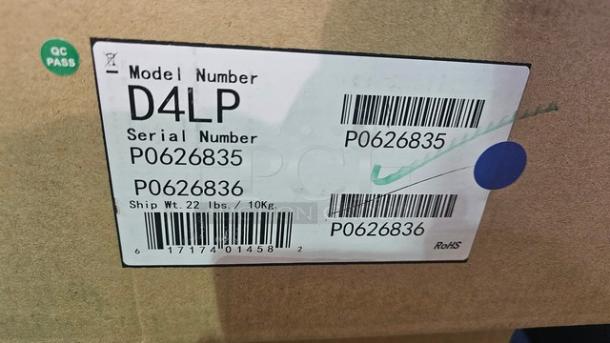 QC
PASS
Model Number
D4LP
Serial Number
P0626835
P0626835
P0626836
Ship Wt. 22 lbs./ 10Kg.
6 17174 01458 2
P0626836
RoHS